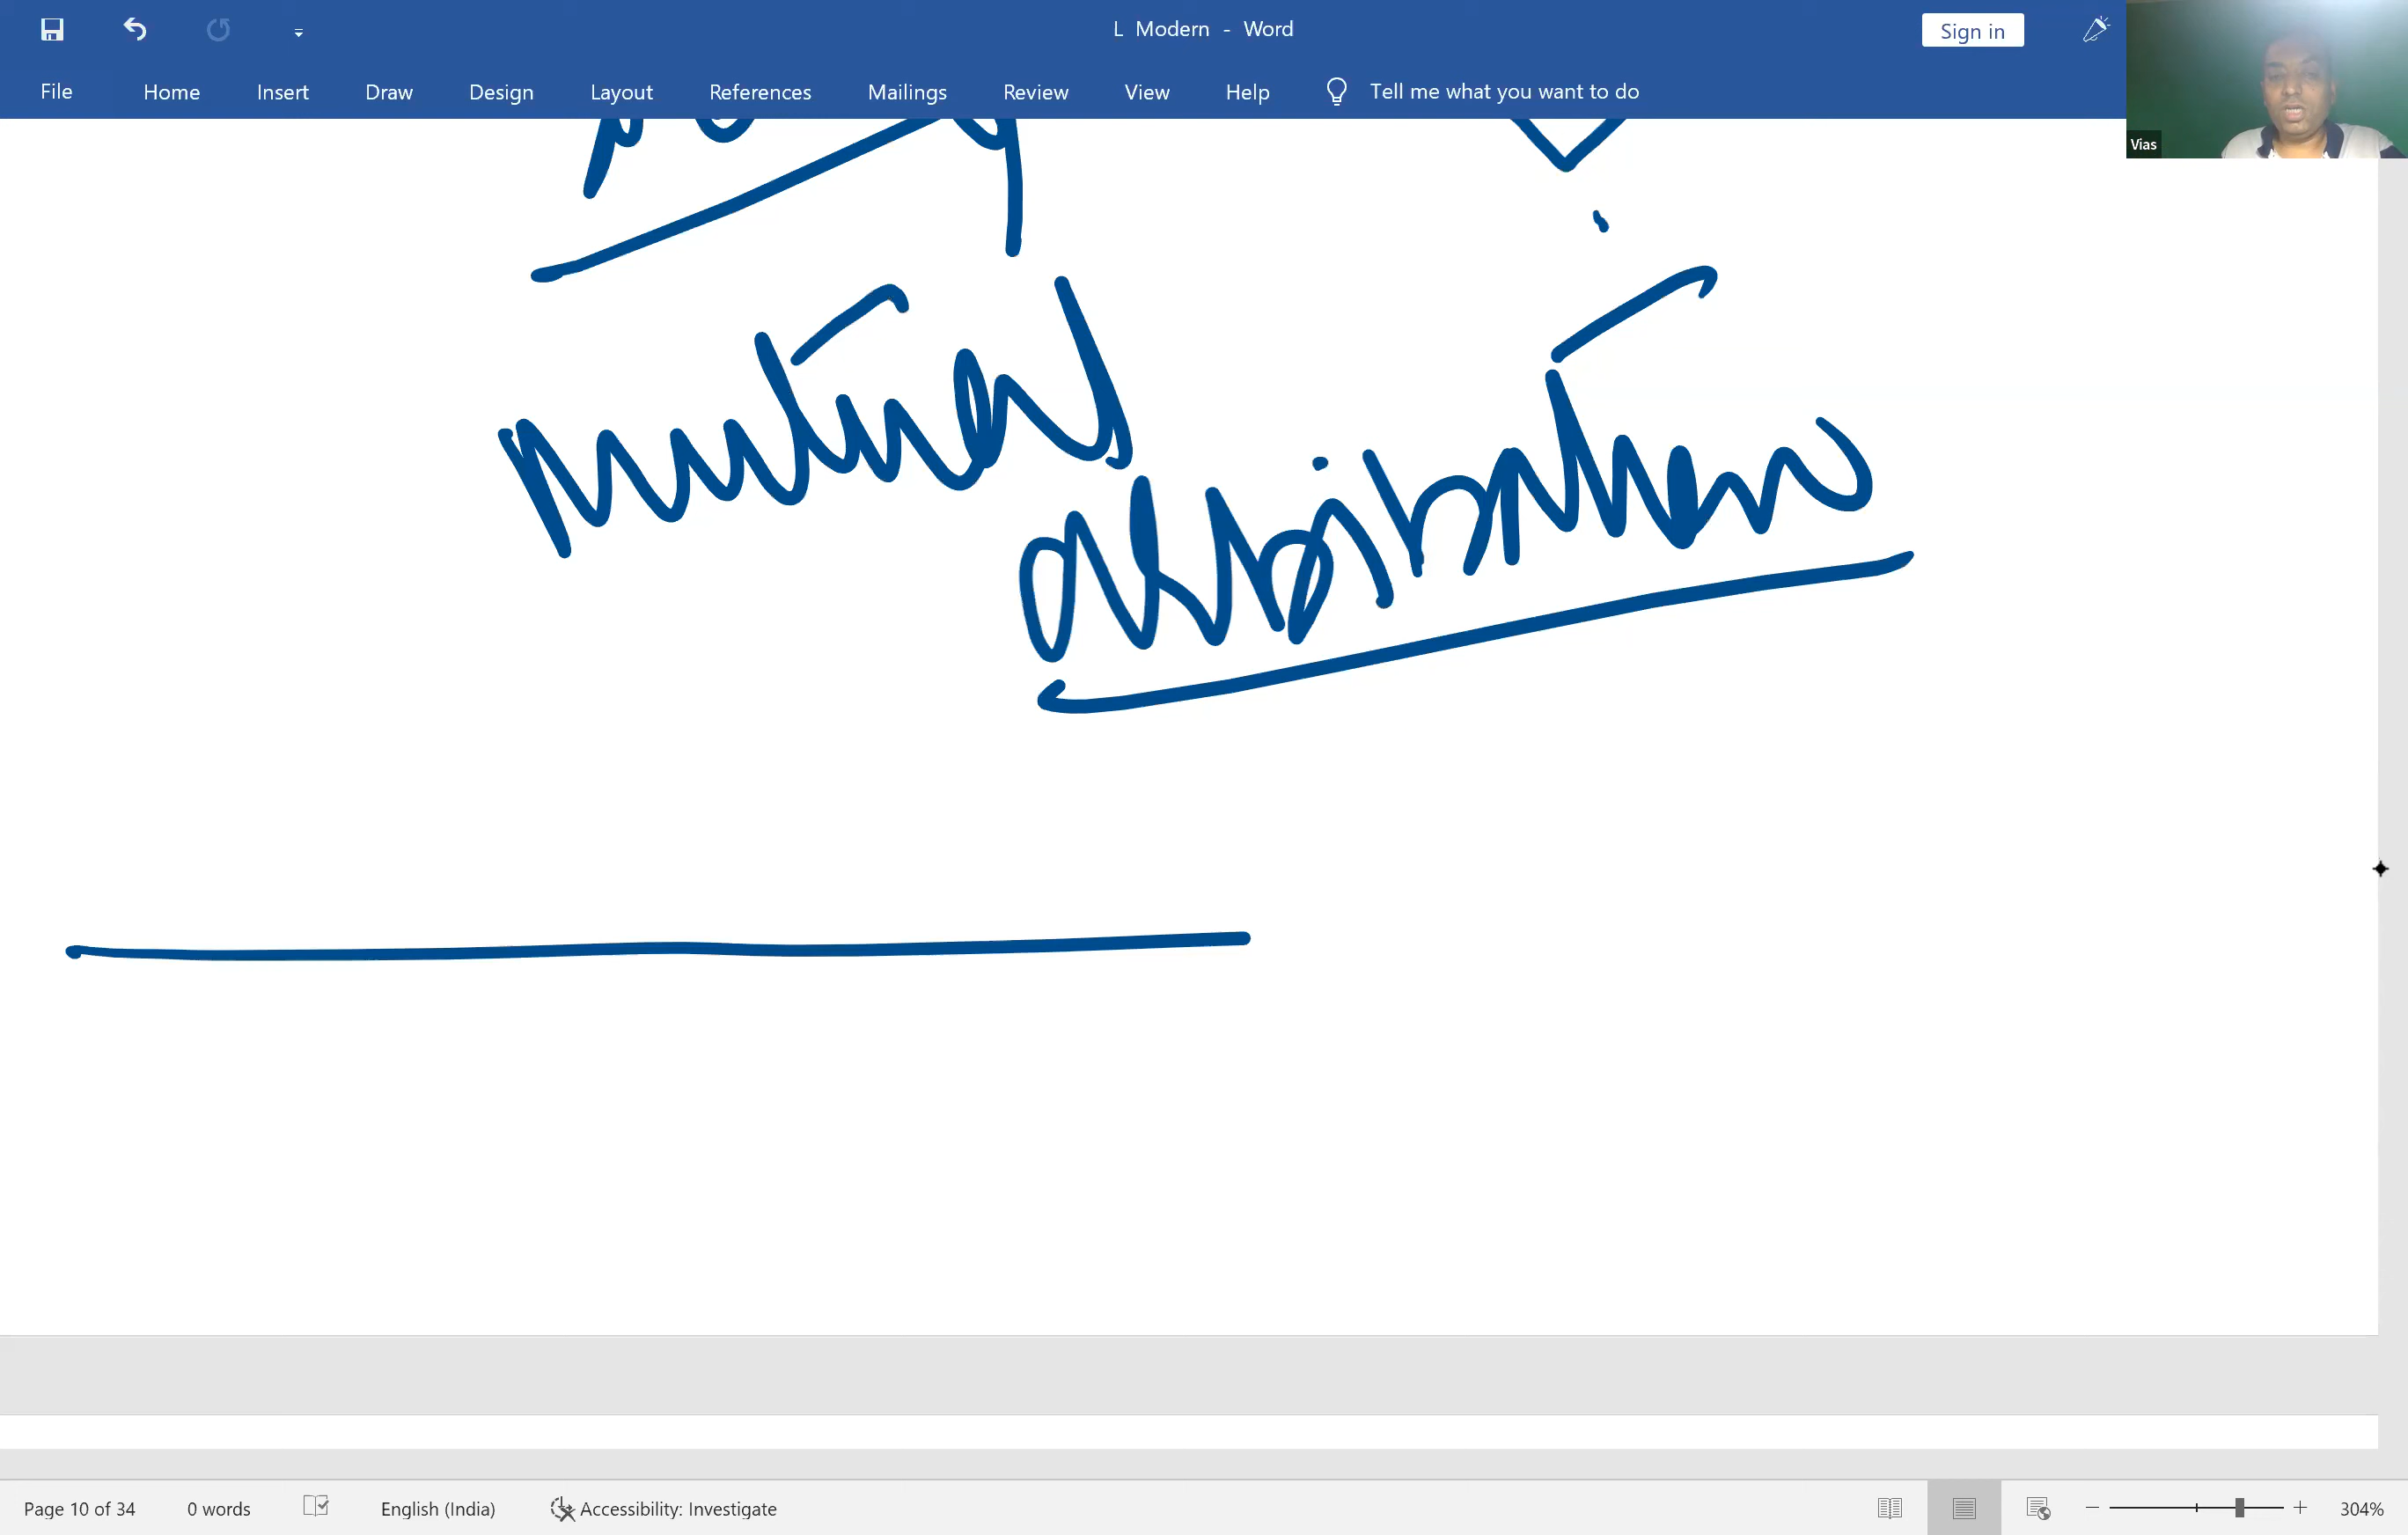 L Modern - Word
Sign in
File Home Insert Draw Design Layout References Mailings Review View Help Tell me what you want to do
Vias
mutual
Page 10 of 34 0 words English (India) Accessibility: Investigate 304%